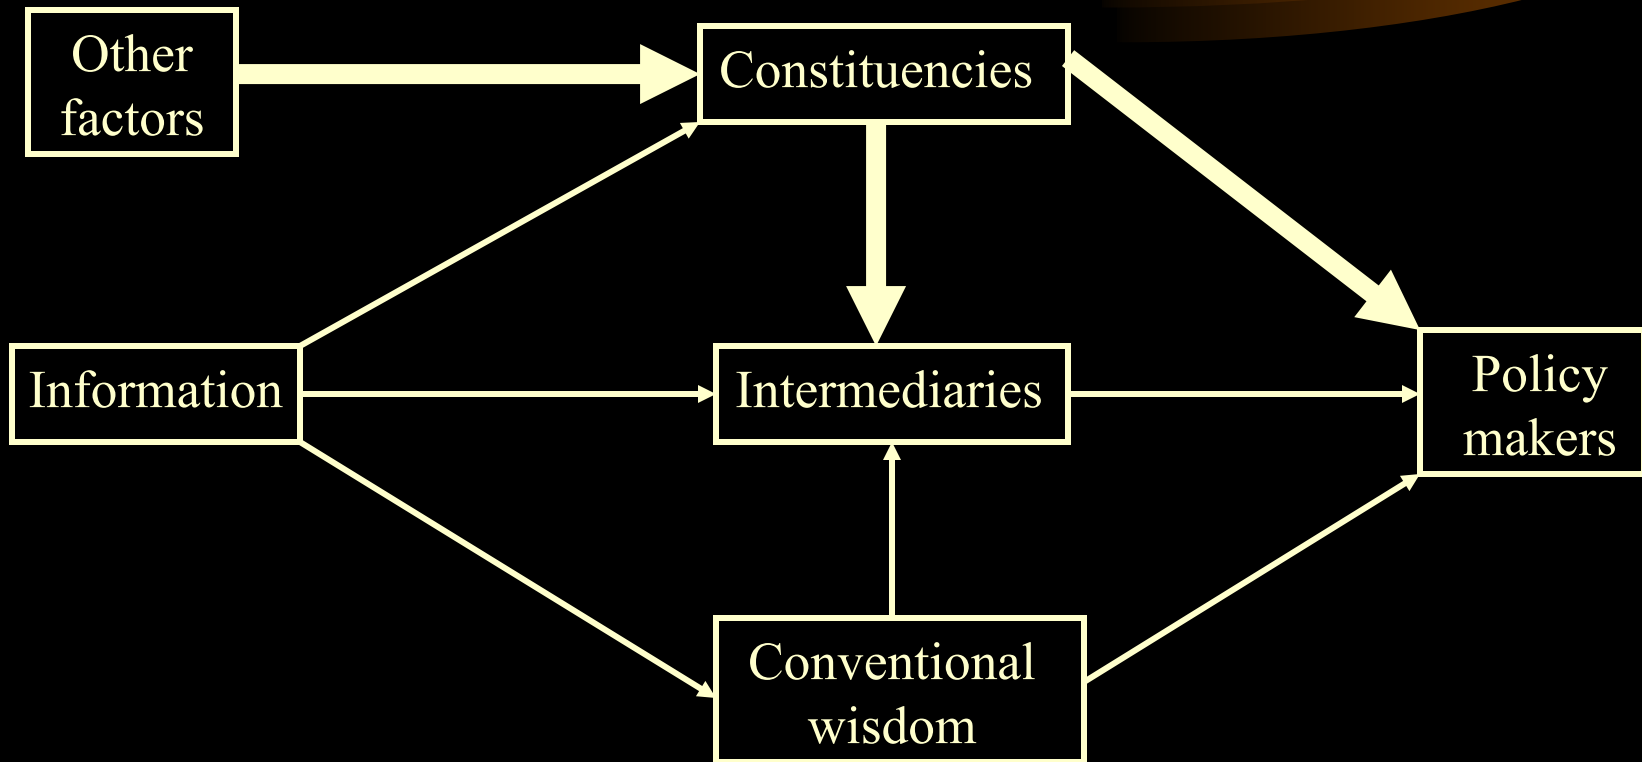 Other
factors
Constituencies
Information
Intermediaries
Policy
makers
Conventional
wisdom